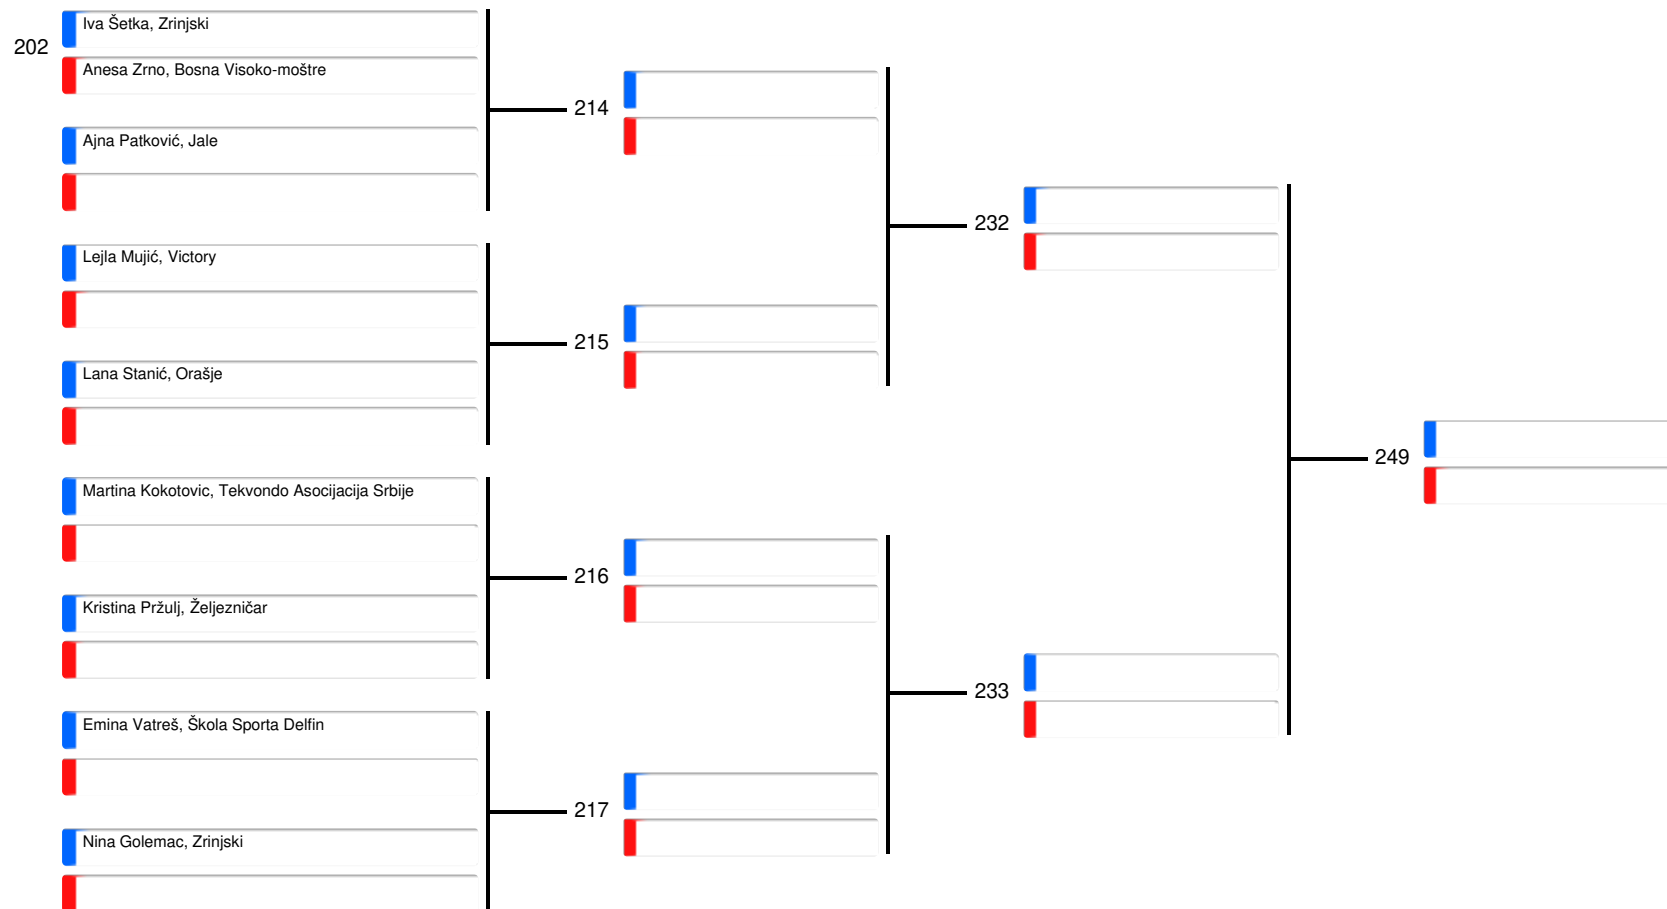 202
Iva Šetka, Zrinjski
Anesa Zrno, Bosna Visoko-moštre
Ajna Patković, Jale
Lejla Mujić, Victory
Lana Stanić, Orašje
Martina Kokotovic, Tekvondo Asocijacija Srbije
Kristina Pržulj, Željezničar
Emina Vatreš, Škola Sporta Delfin
Nina Golemac, Zrinjski
214
215
216
217
232
233
249